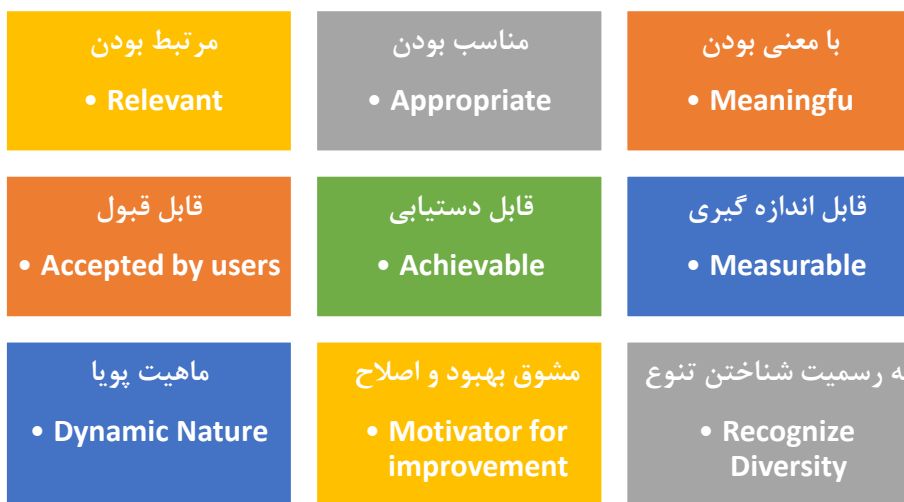 با معنی بودن
• Meaningfu
مناسب بودن
• Appropriate
مرتبط بودن
• Relevant
قابل اندازه گیری
• Measurable
قابل دستیابی
• Achievable
قابل قبول
• Accepted by users
ه رسمیت شناختن تنوع
• Recognize
Diversity
مشوق بهبود و اصلاح
• Motivator for
improvement
ماهیت پویا
• Dynamic Nature